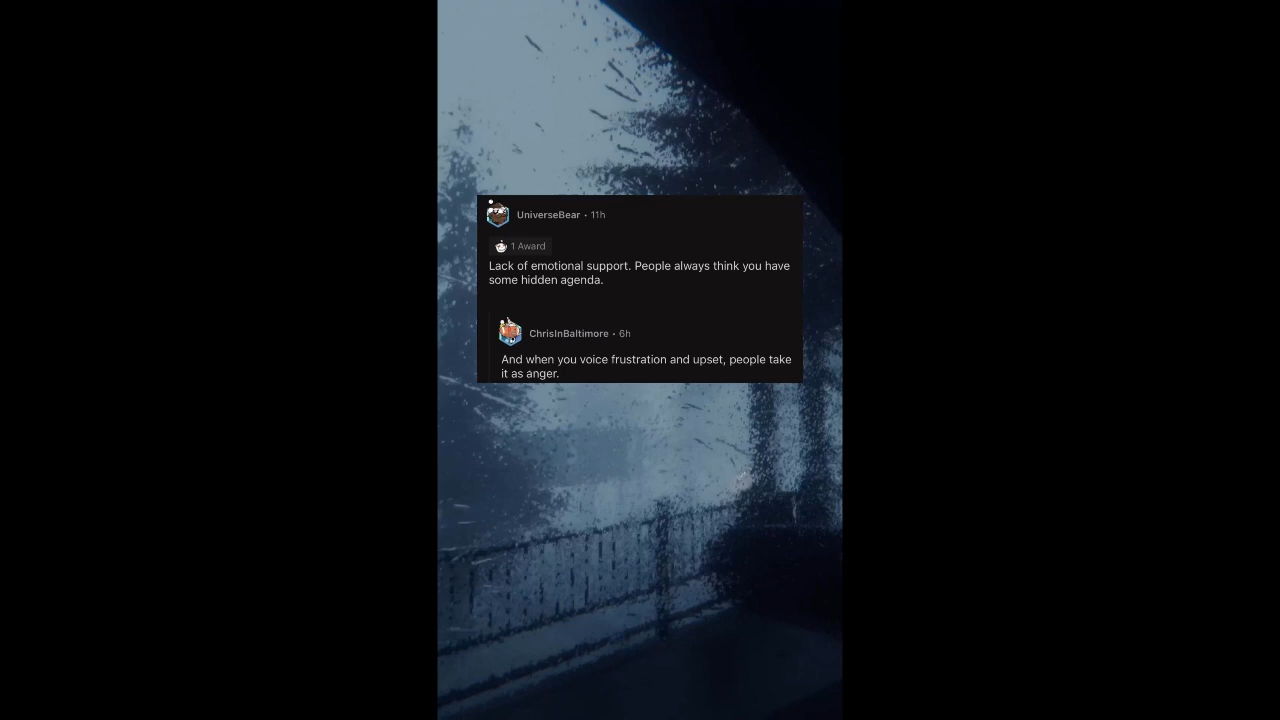 UniverseBear • 11h
1 Award
Lack of emotional support. People always think you have
some hidden agenda.
ChrisInBaltimore • 6h
And when you voice frustration and upset, people take
it as anger.